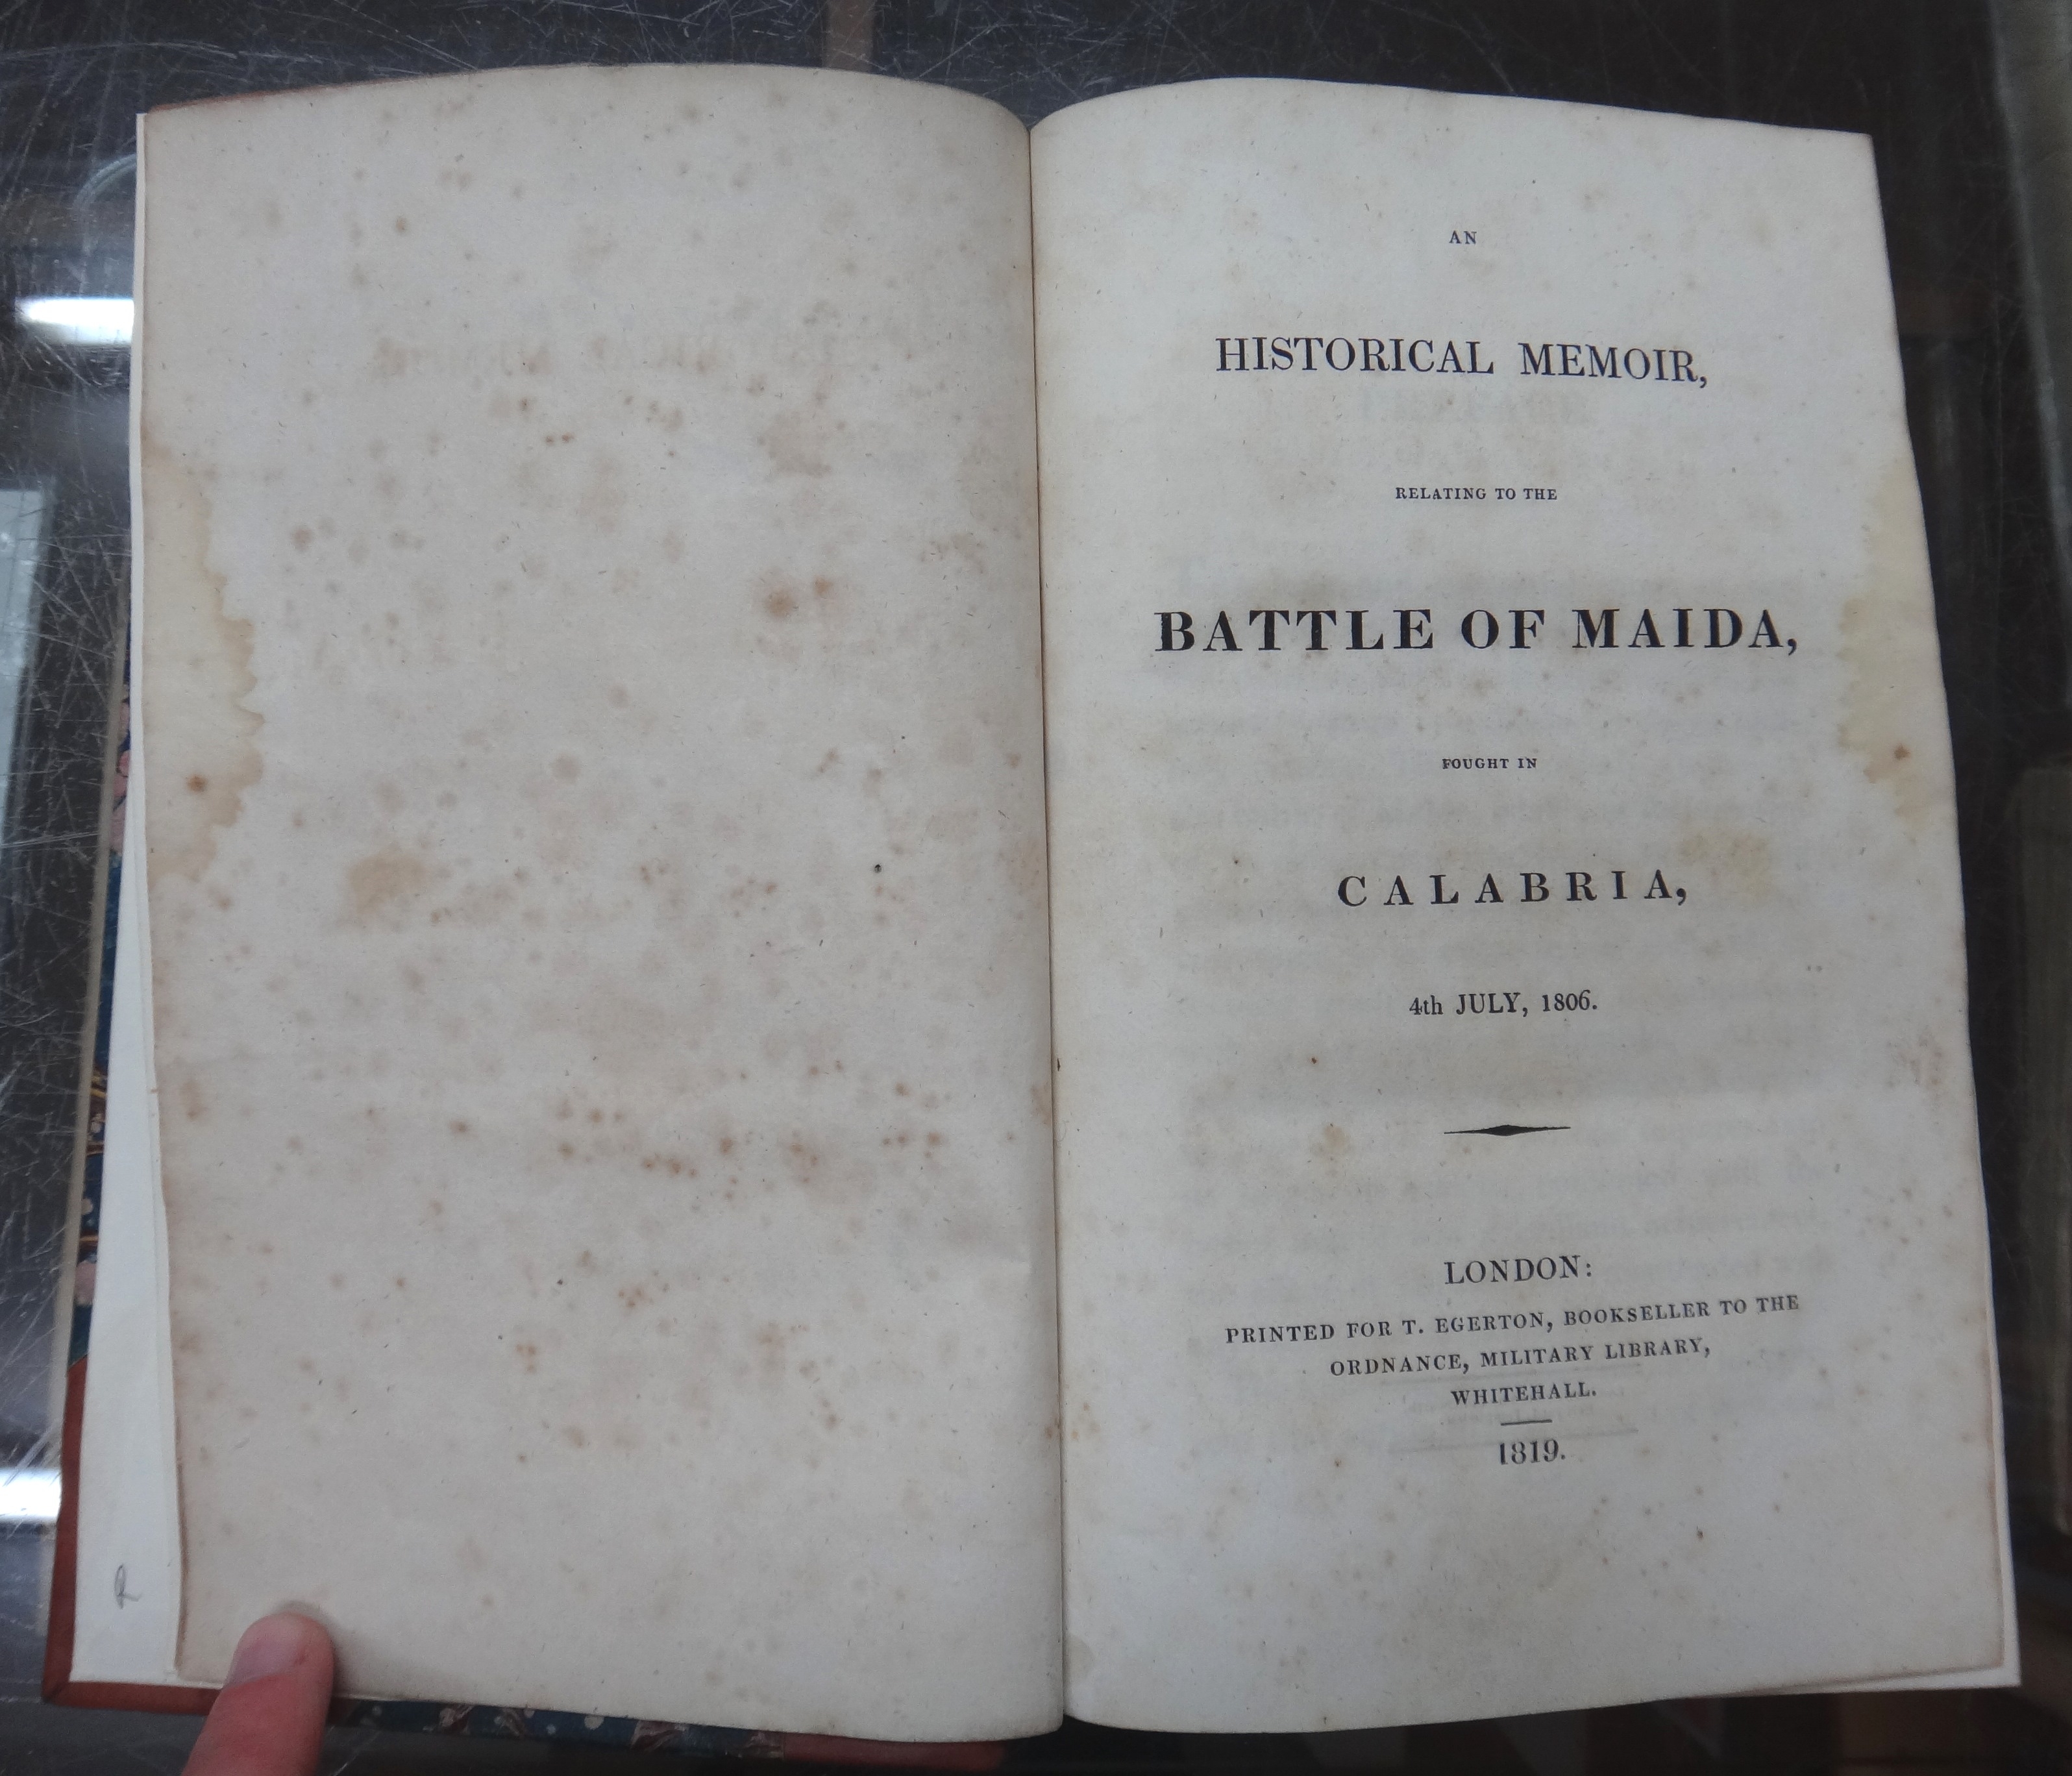 AN
HISTORICAL MEMOIR,
RELATING TO THE
BATTLE OF MAIDA,
FOUGHT IN
CALABRIA,
4th JULY, 1806.
LONDON:
PRINTED FOR T. EGERTON, BOOKSELLER TO THE
ORDNANCE, MILITARY LIBRARY,
WHITEHALL.
1819.
R